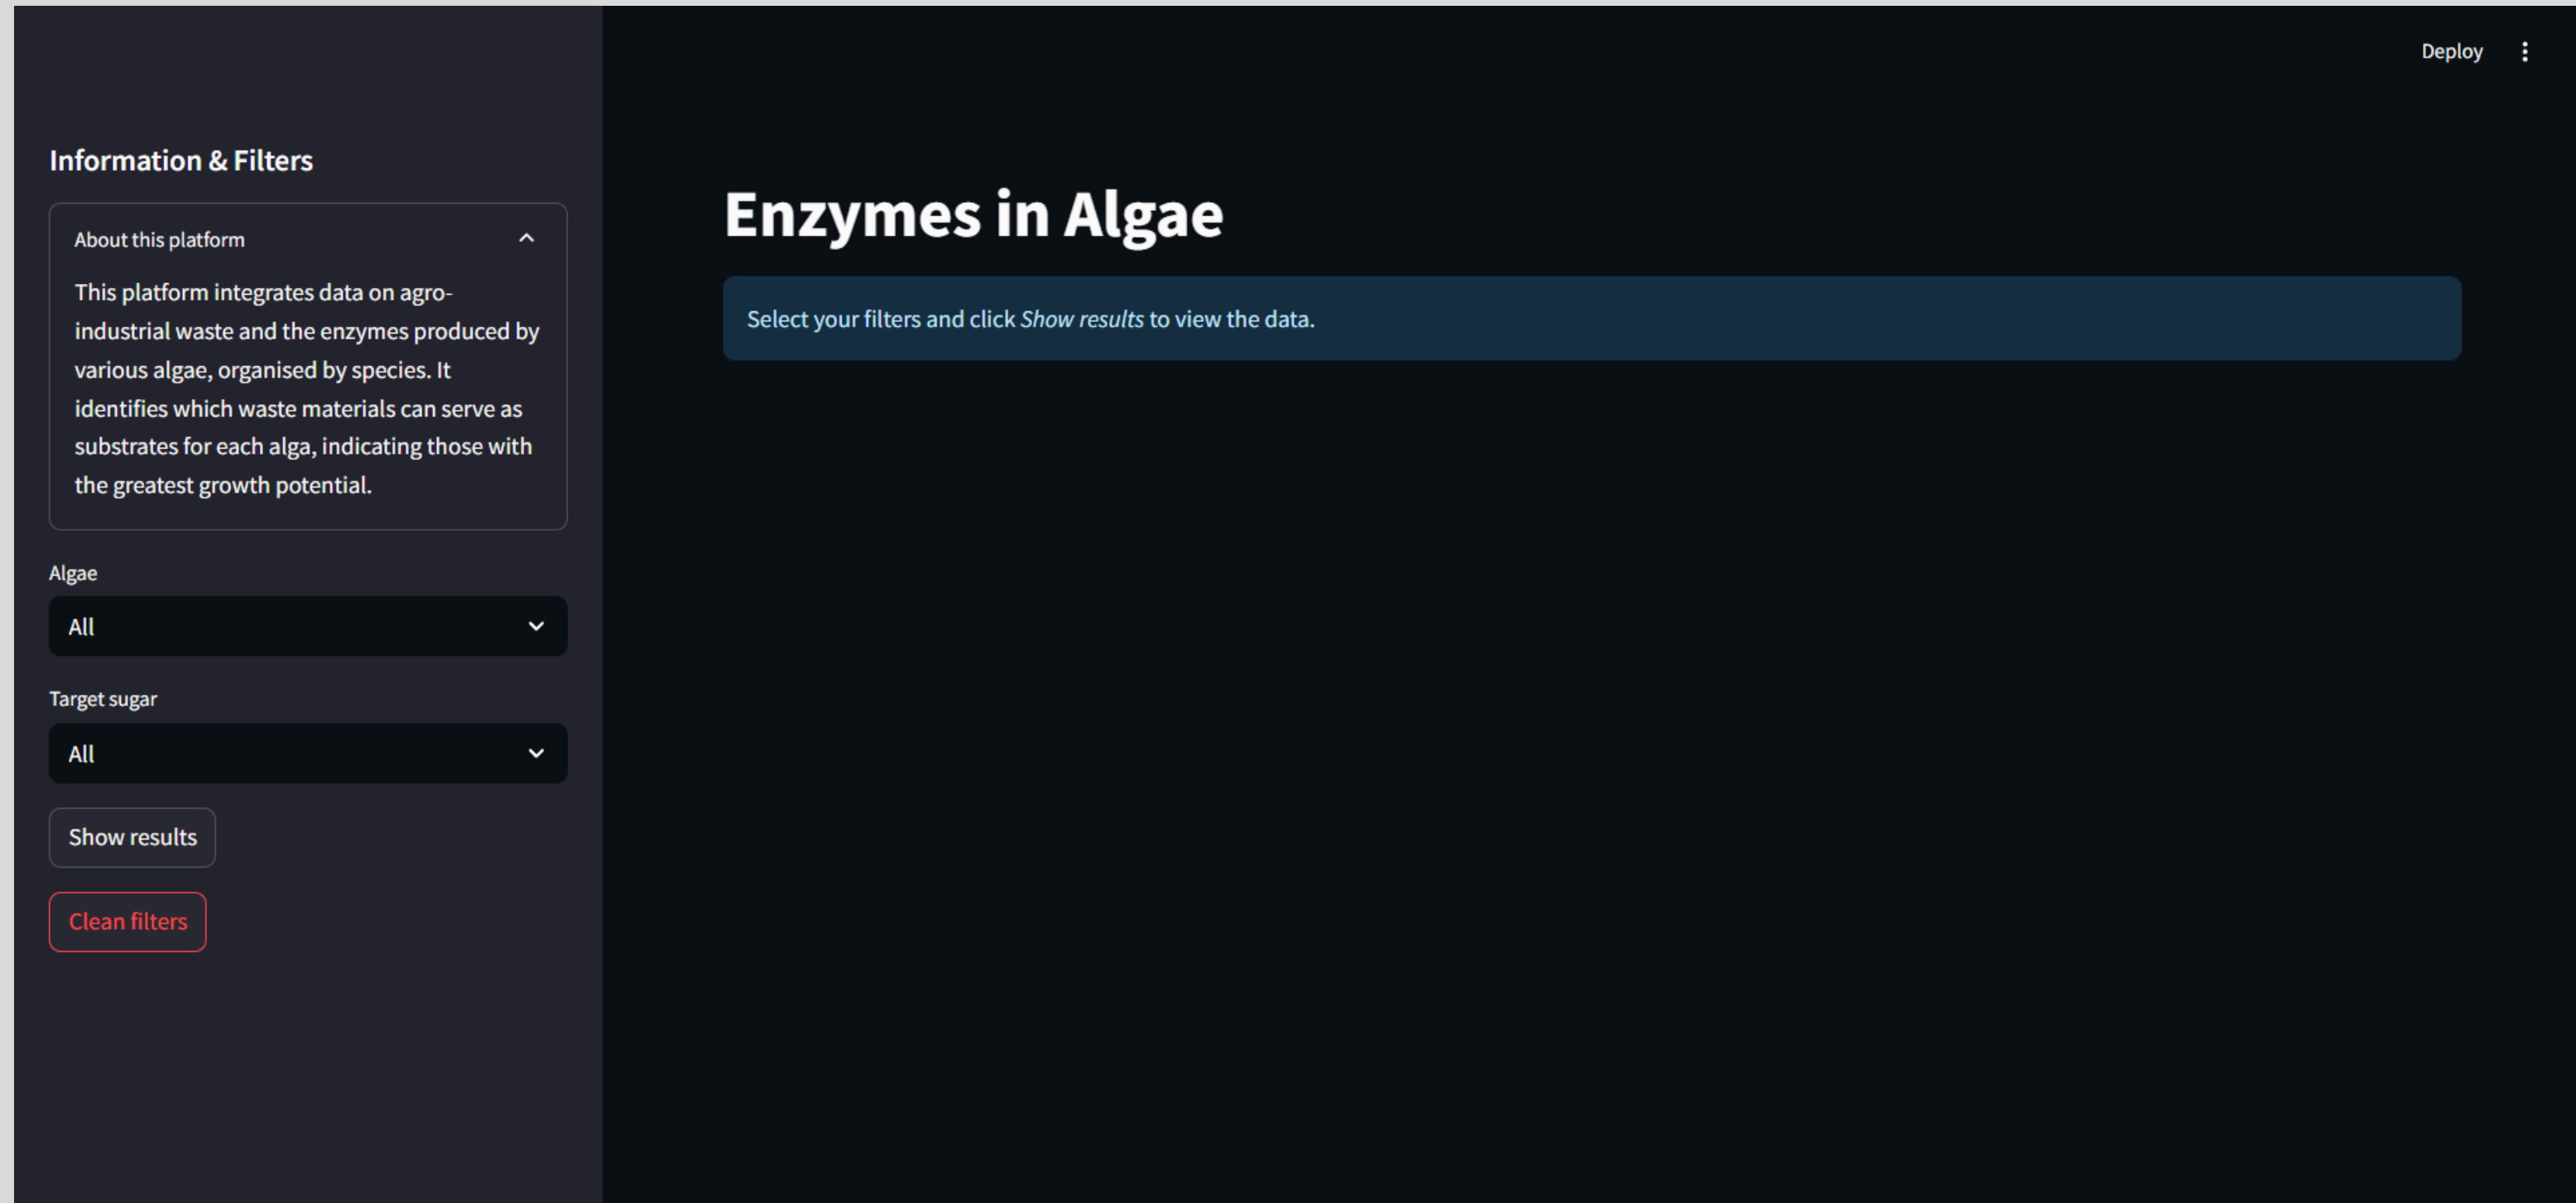 Deploy
Information & Filters
About this platform
This platform integrates data on agro-
industrial waste and the enzymes produced by
various algae, organised by species. It
identifies which waste materials can serve as
substrates for each alga, indicating those with
the greatest growth potential.
Algae
All
Target sugar
All
Show results
Clean filters
Enzymes in Algae
Select your filters and click Show results to view the data.